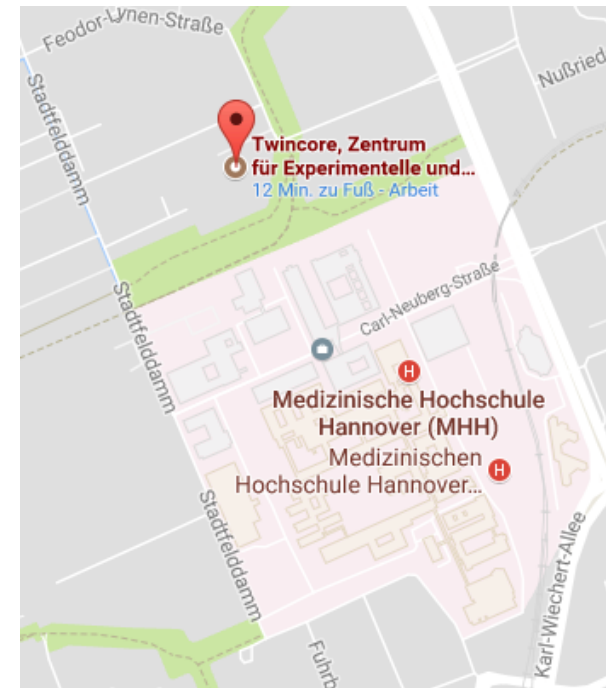 Feodor-Lynen-Straße
Nußried
Stadtfelddamm
Twincore, Zentrum
für Experimentelle und...
12 Min. zu Fuß - Arbeit
Stadtfelddamm
Carl-Neuberg-Straße
H
Medizinische Hochschule
Hannover (MHH)
Medizinischen
Hochschule Hannover...
H
Stadtfelddamm
Karl-Wiechert-Allee
Fuhrb